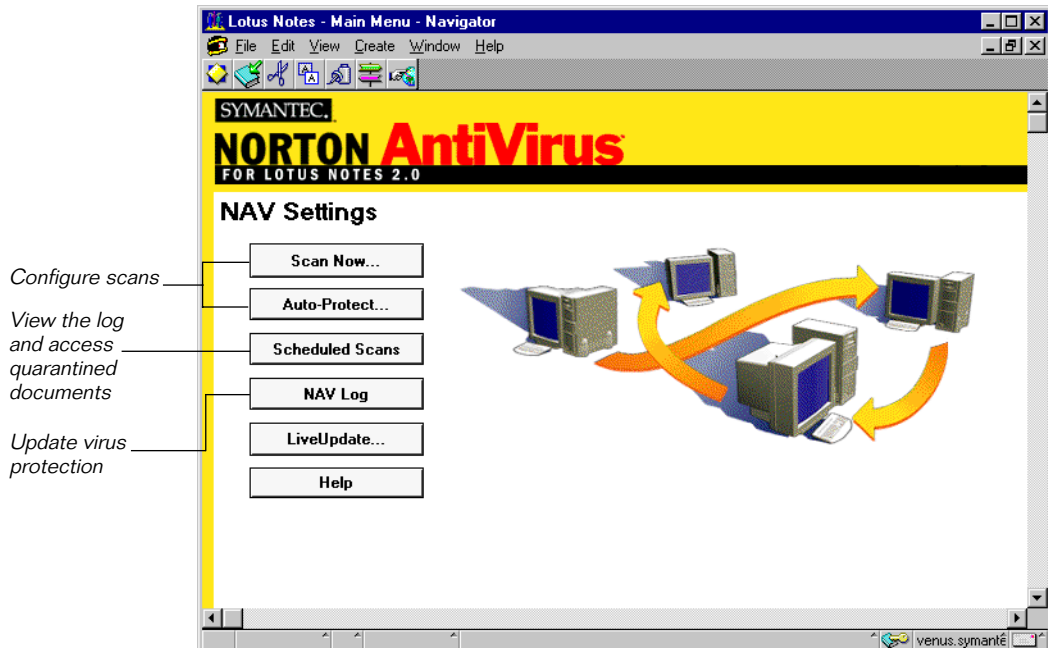 Lotus Notes - Main Menu - Navigator
File Edit View Create Window Help
SYMANTEC.
NORTON AntiVirus
FOR LOTUS NOTES 2.0
NAV Settings
Scan Now...
Auto-Protect...
Scheduled Scans
NAV Log
LiveUpdate...
Help
Configure scans
View the log
and access
quarantined
documents
Update virus
protection
venus.symante